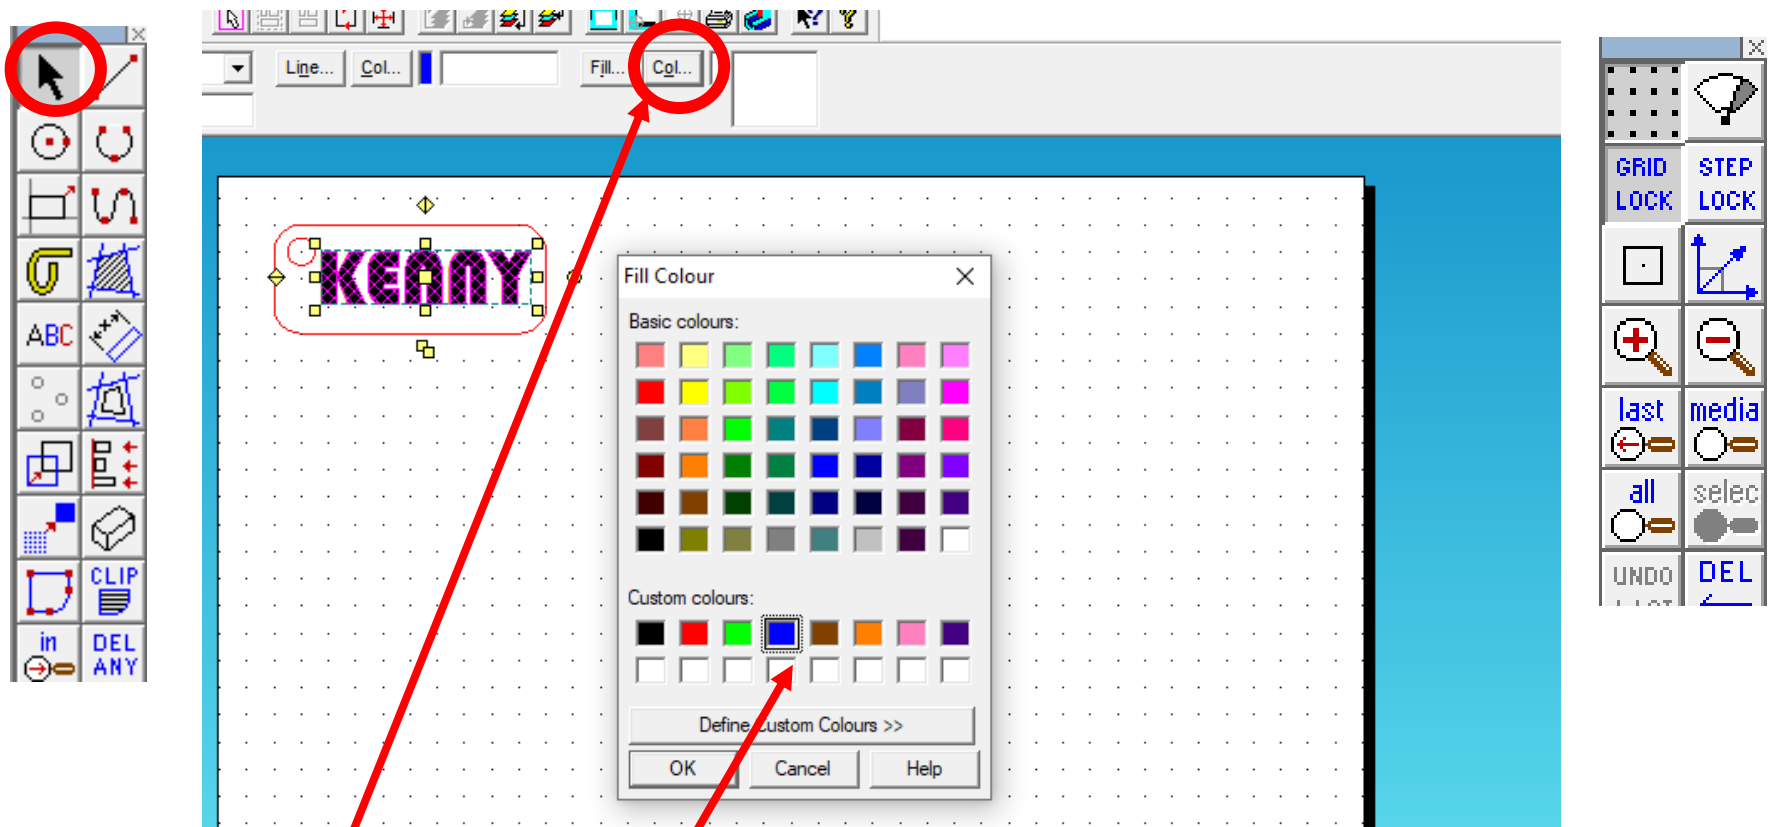 Line... Col... Fill... Col...
KENNY
Fill Colour
Basic colours:
Custom colours:
Define Custom Colours >>
OK Cancel Help
ABC
CLIP
in DEL
ANY
GRID STEP
LOCK LOCK
last media
all selec
UNDO DEL